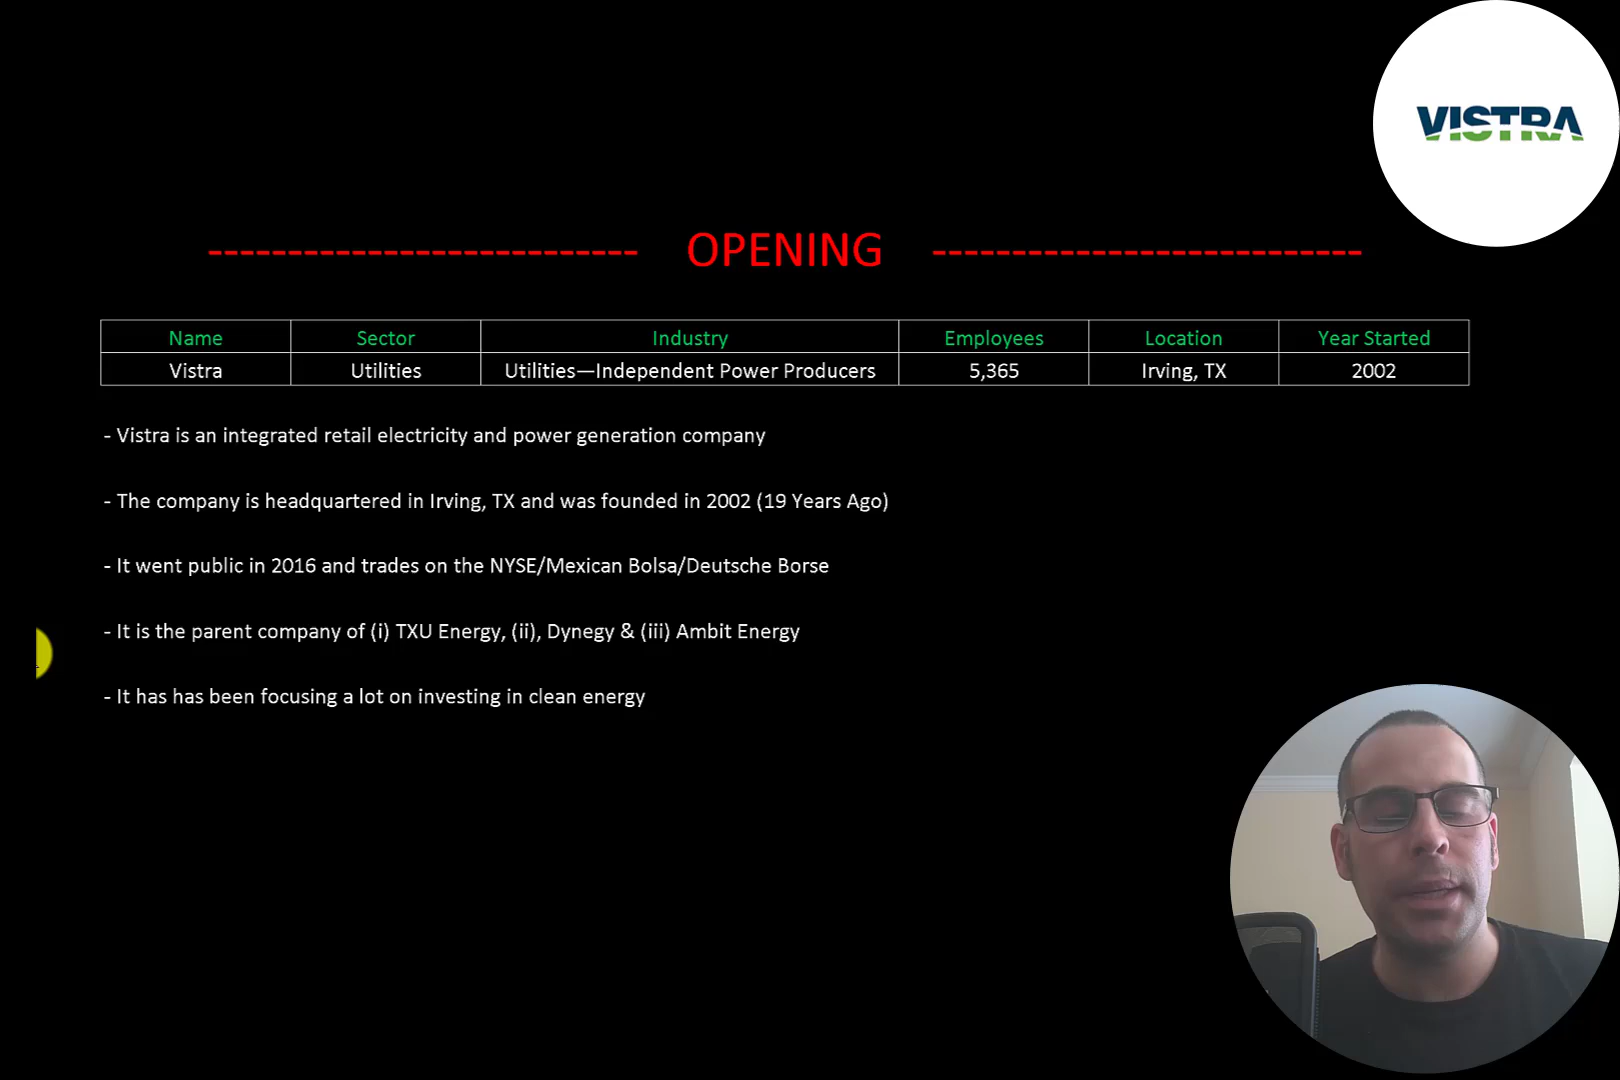 VISTRA
-------------------------- OPENING --------------------------
Name Sector Industry Employees Location Year Started
Vistra Utilities Utilities—Independent Power Producers 5,365 Irving, TX 2002
- Vistra is an integrated retail electricity and power generation company
- The company is headquartered in Irving, TX and was founded in 2002 (19 Years Ago)
- It went public in 2016 and trades on the NYSE/Mexican Bolsa/Deutsche Borse
- It is the parent company of (i) TXU Energy, (ii), Dynegy & (iii) Ambit Energy
- It has has been focusing a lot on investing in clean energy